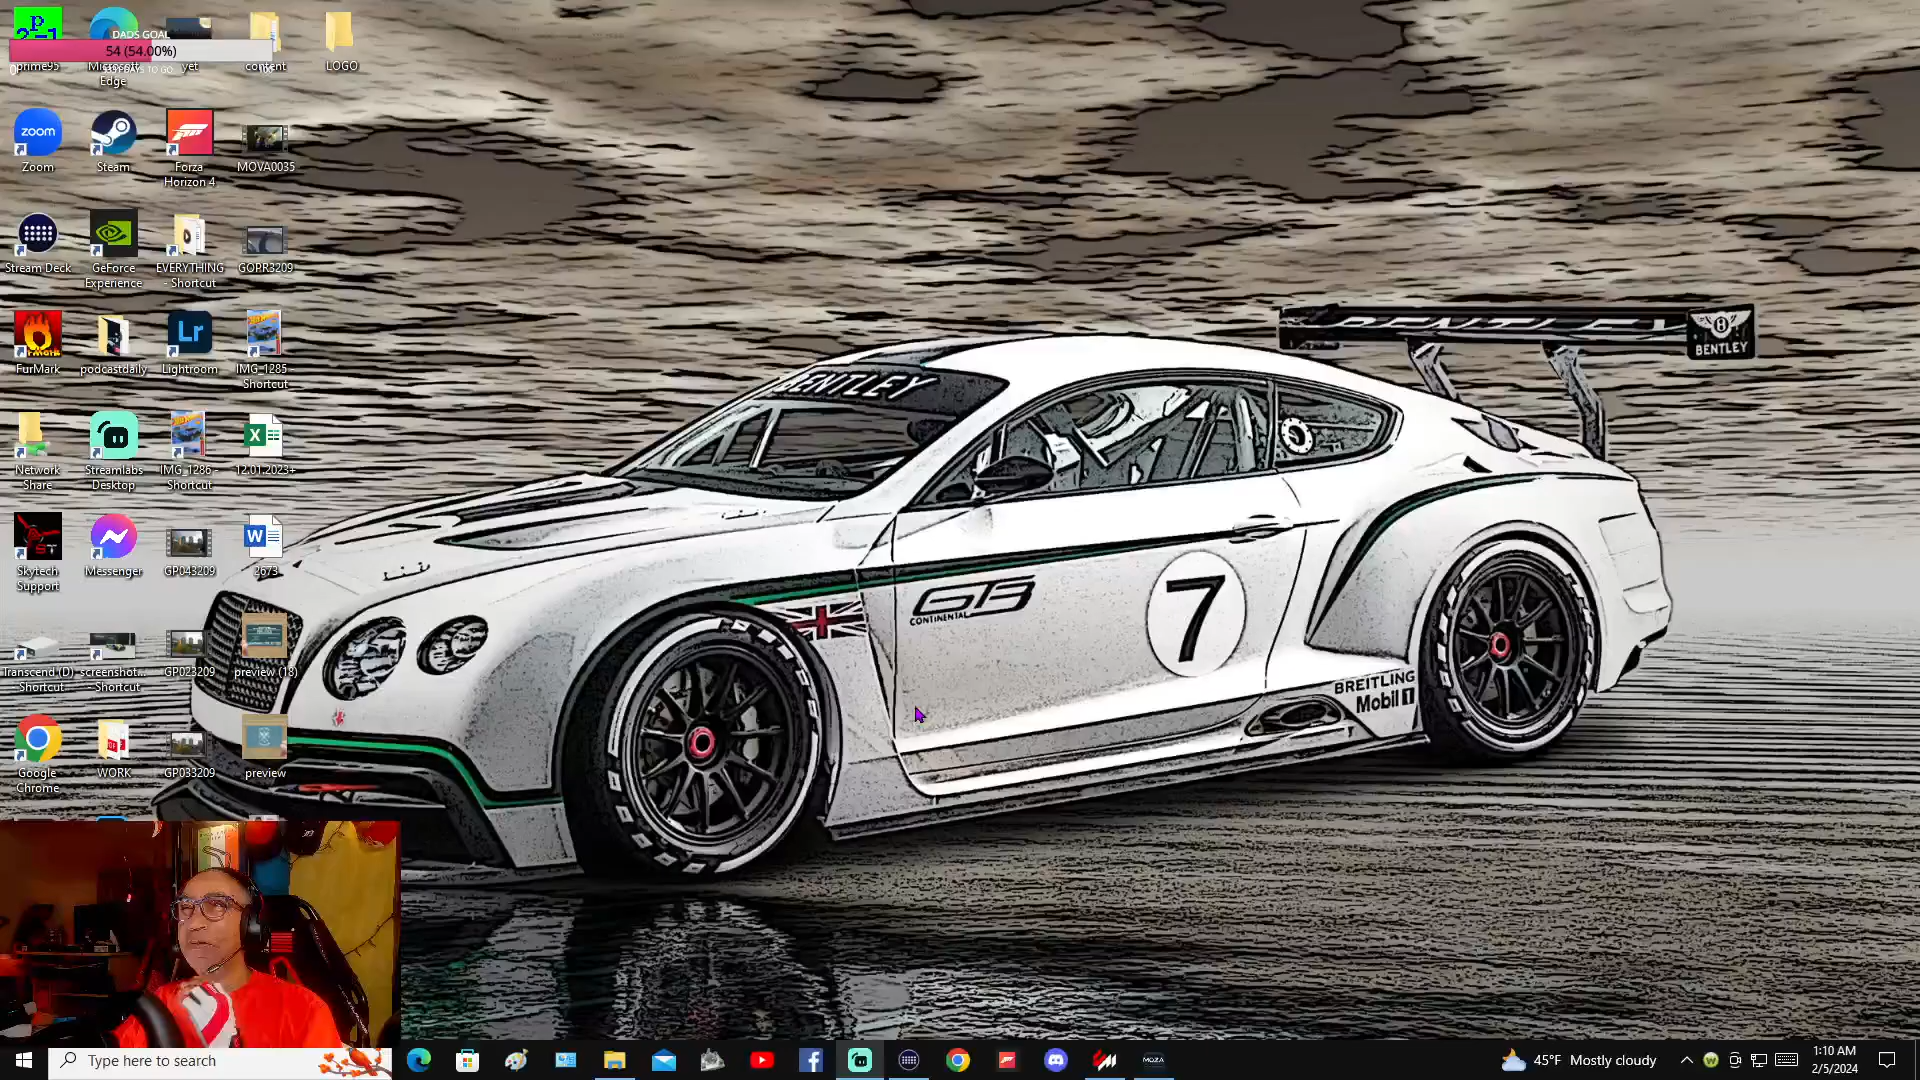 DADS GOAL
54 (54.00%)
prime95
Microsoft Edge
yet
content
LOGO
zoom
Zoom
Steam
Forza Horizon 4
MOVA0035
Stream Deck
GeForce Experience
EVERYTHING - Shortcut
GOPR3209
FurMark
podcastdaily
Lr
Lightroom
IMG_1285 - Shortcut
Network Share
Streamlabs Desktop
IMG_1286 - Shortcut
12.01.2023+
Skytech Support
Messenger
GP043209
2673
Transcend (D) - Shortcut
screenshot... - Shortcut
GP023209
preview (18)
Google Chrome
WORK
GP033209
preview
BENTLEY
BENTLEY
BENTLEY
GT3
CONTINENTAL
7
BREITLING
Mobil 1
Type here to search
MOZA
45°F Mostly cloudy
1:10 AM
2/5/2024